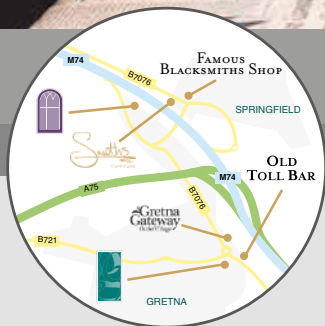 M74
B7076
FAMOUS
BLACKSMITHS SHOP
SPRINGFIELD
Smiths
OLD
TOLL BAR
M74
A75
B7076
Gretna
Gateway
B721
GRETNA